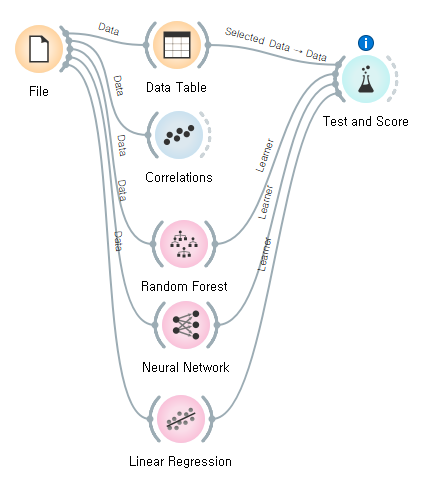 Data
Selected Data → Data
File
Data Table
Test and Score
Data
Data
Correlations
Learner
Data
Learner
Data
Learner
Random Forest
Neural Network
Linear Regression